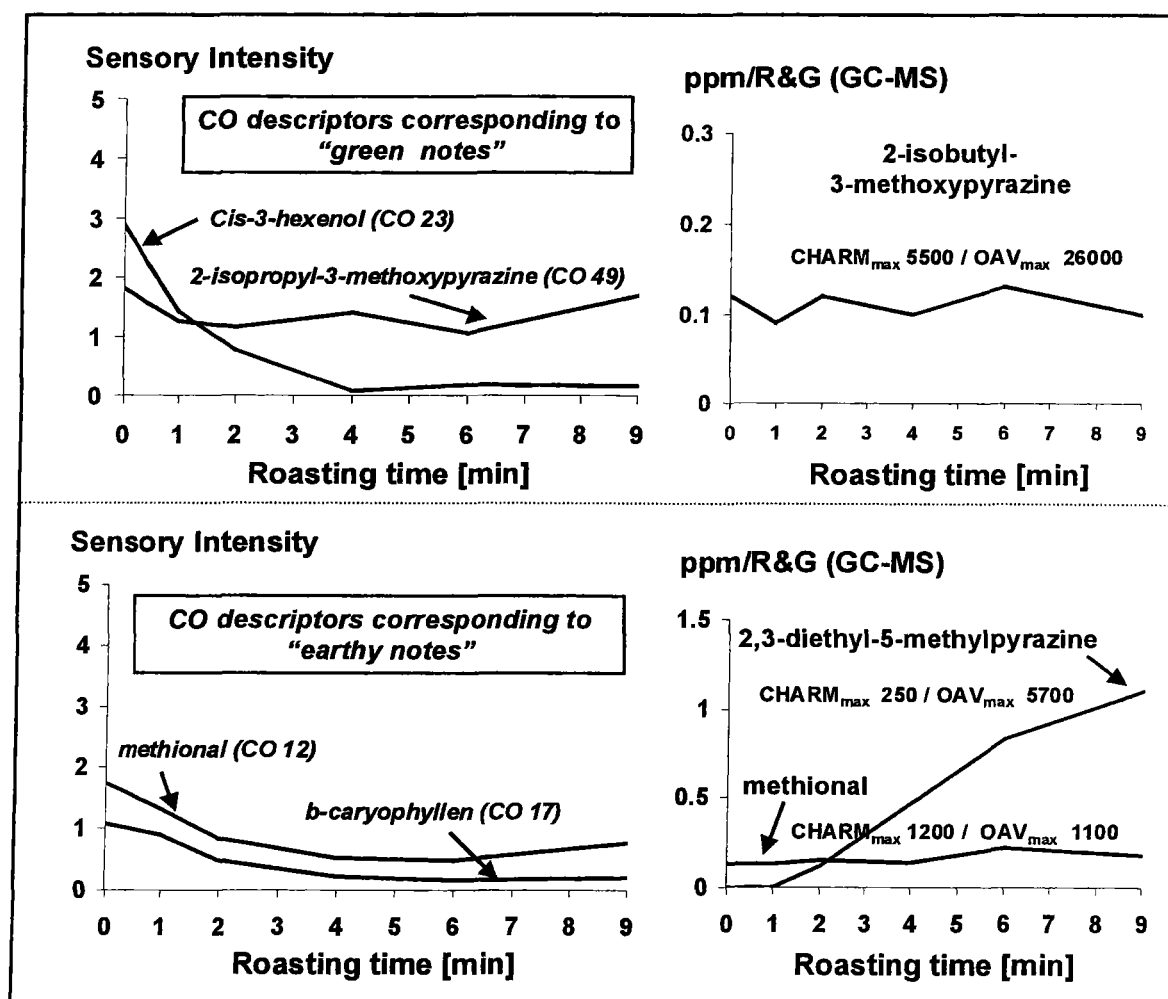 Sensory Intensity
5
4
3
2
1
0
CO descriptors corresponding to
“green notes”
Cis-3-hexenol (CO 23)
2-isopropyl-3-methoxypyrazine (CO 49)
0 1 2 3 4 5 6 7 8 9
Roasting time [min]
ppm/R&G (GC-MS)
0.3
0.2
0.1
0
2-isobutyl-
3-methoxypyrazine
CHARMmax 5500 / OAVmax 26000
0 1 2 3 4 5 6 7 8 9
Roasting time [min]
Sensory Intensity
5
4
3
2
1
0
CO descriptors corresponding to
“earthy notes”
methional (CO 12)
b-caryophyllen (CO 17)
0 1 2 3 4 5 6 7 8 9
Roasting time [min]
ppm/R&G (GC-MS)
1.5
1
0.5
0
2,3-diethyl-5-methylpyrazine
CHARMmax 250 / OAVmax 5700
methional
CHARMmax 1200 / OAVmax 1100
0 1 2 3 4 5 6 7 8 9
Roasting time [min]